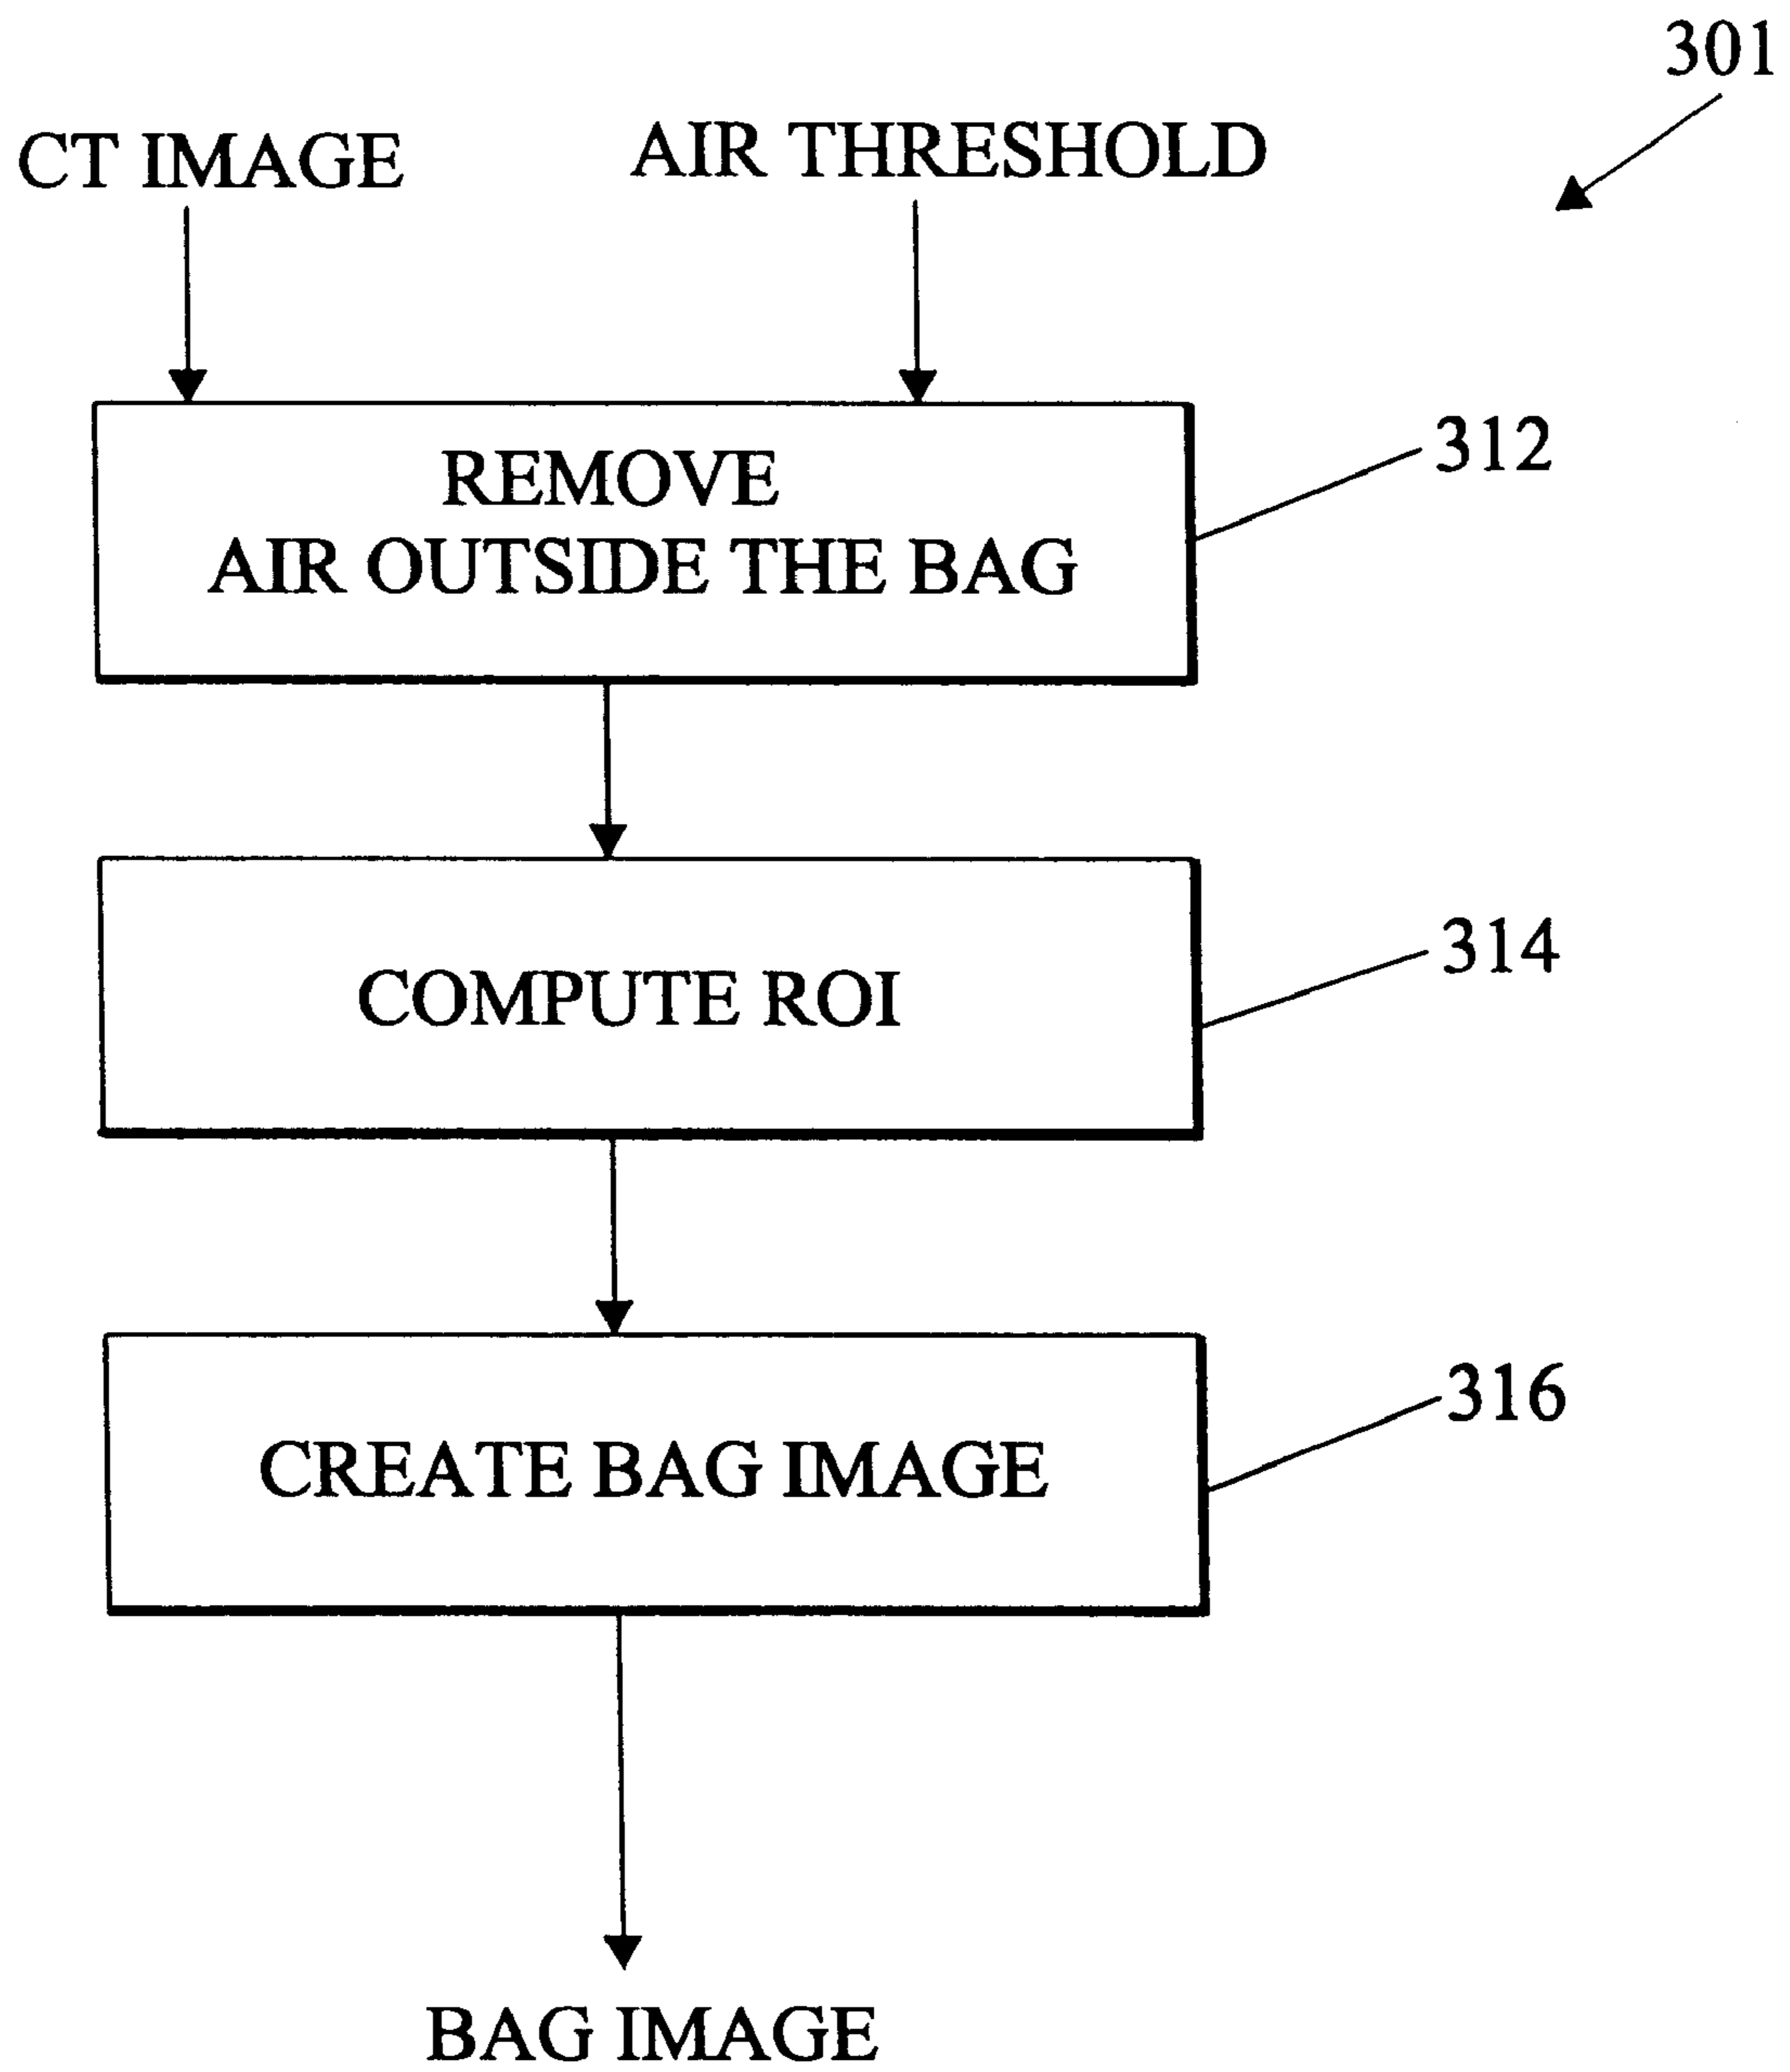 301
CT IMAGE
AIR THRESHOLD
REMOVE
AIR OUTSIDE THE BAG
312
COMPUTE ROI
314
CREATE BAG IMAGE
316
BAG IMAGE